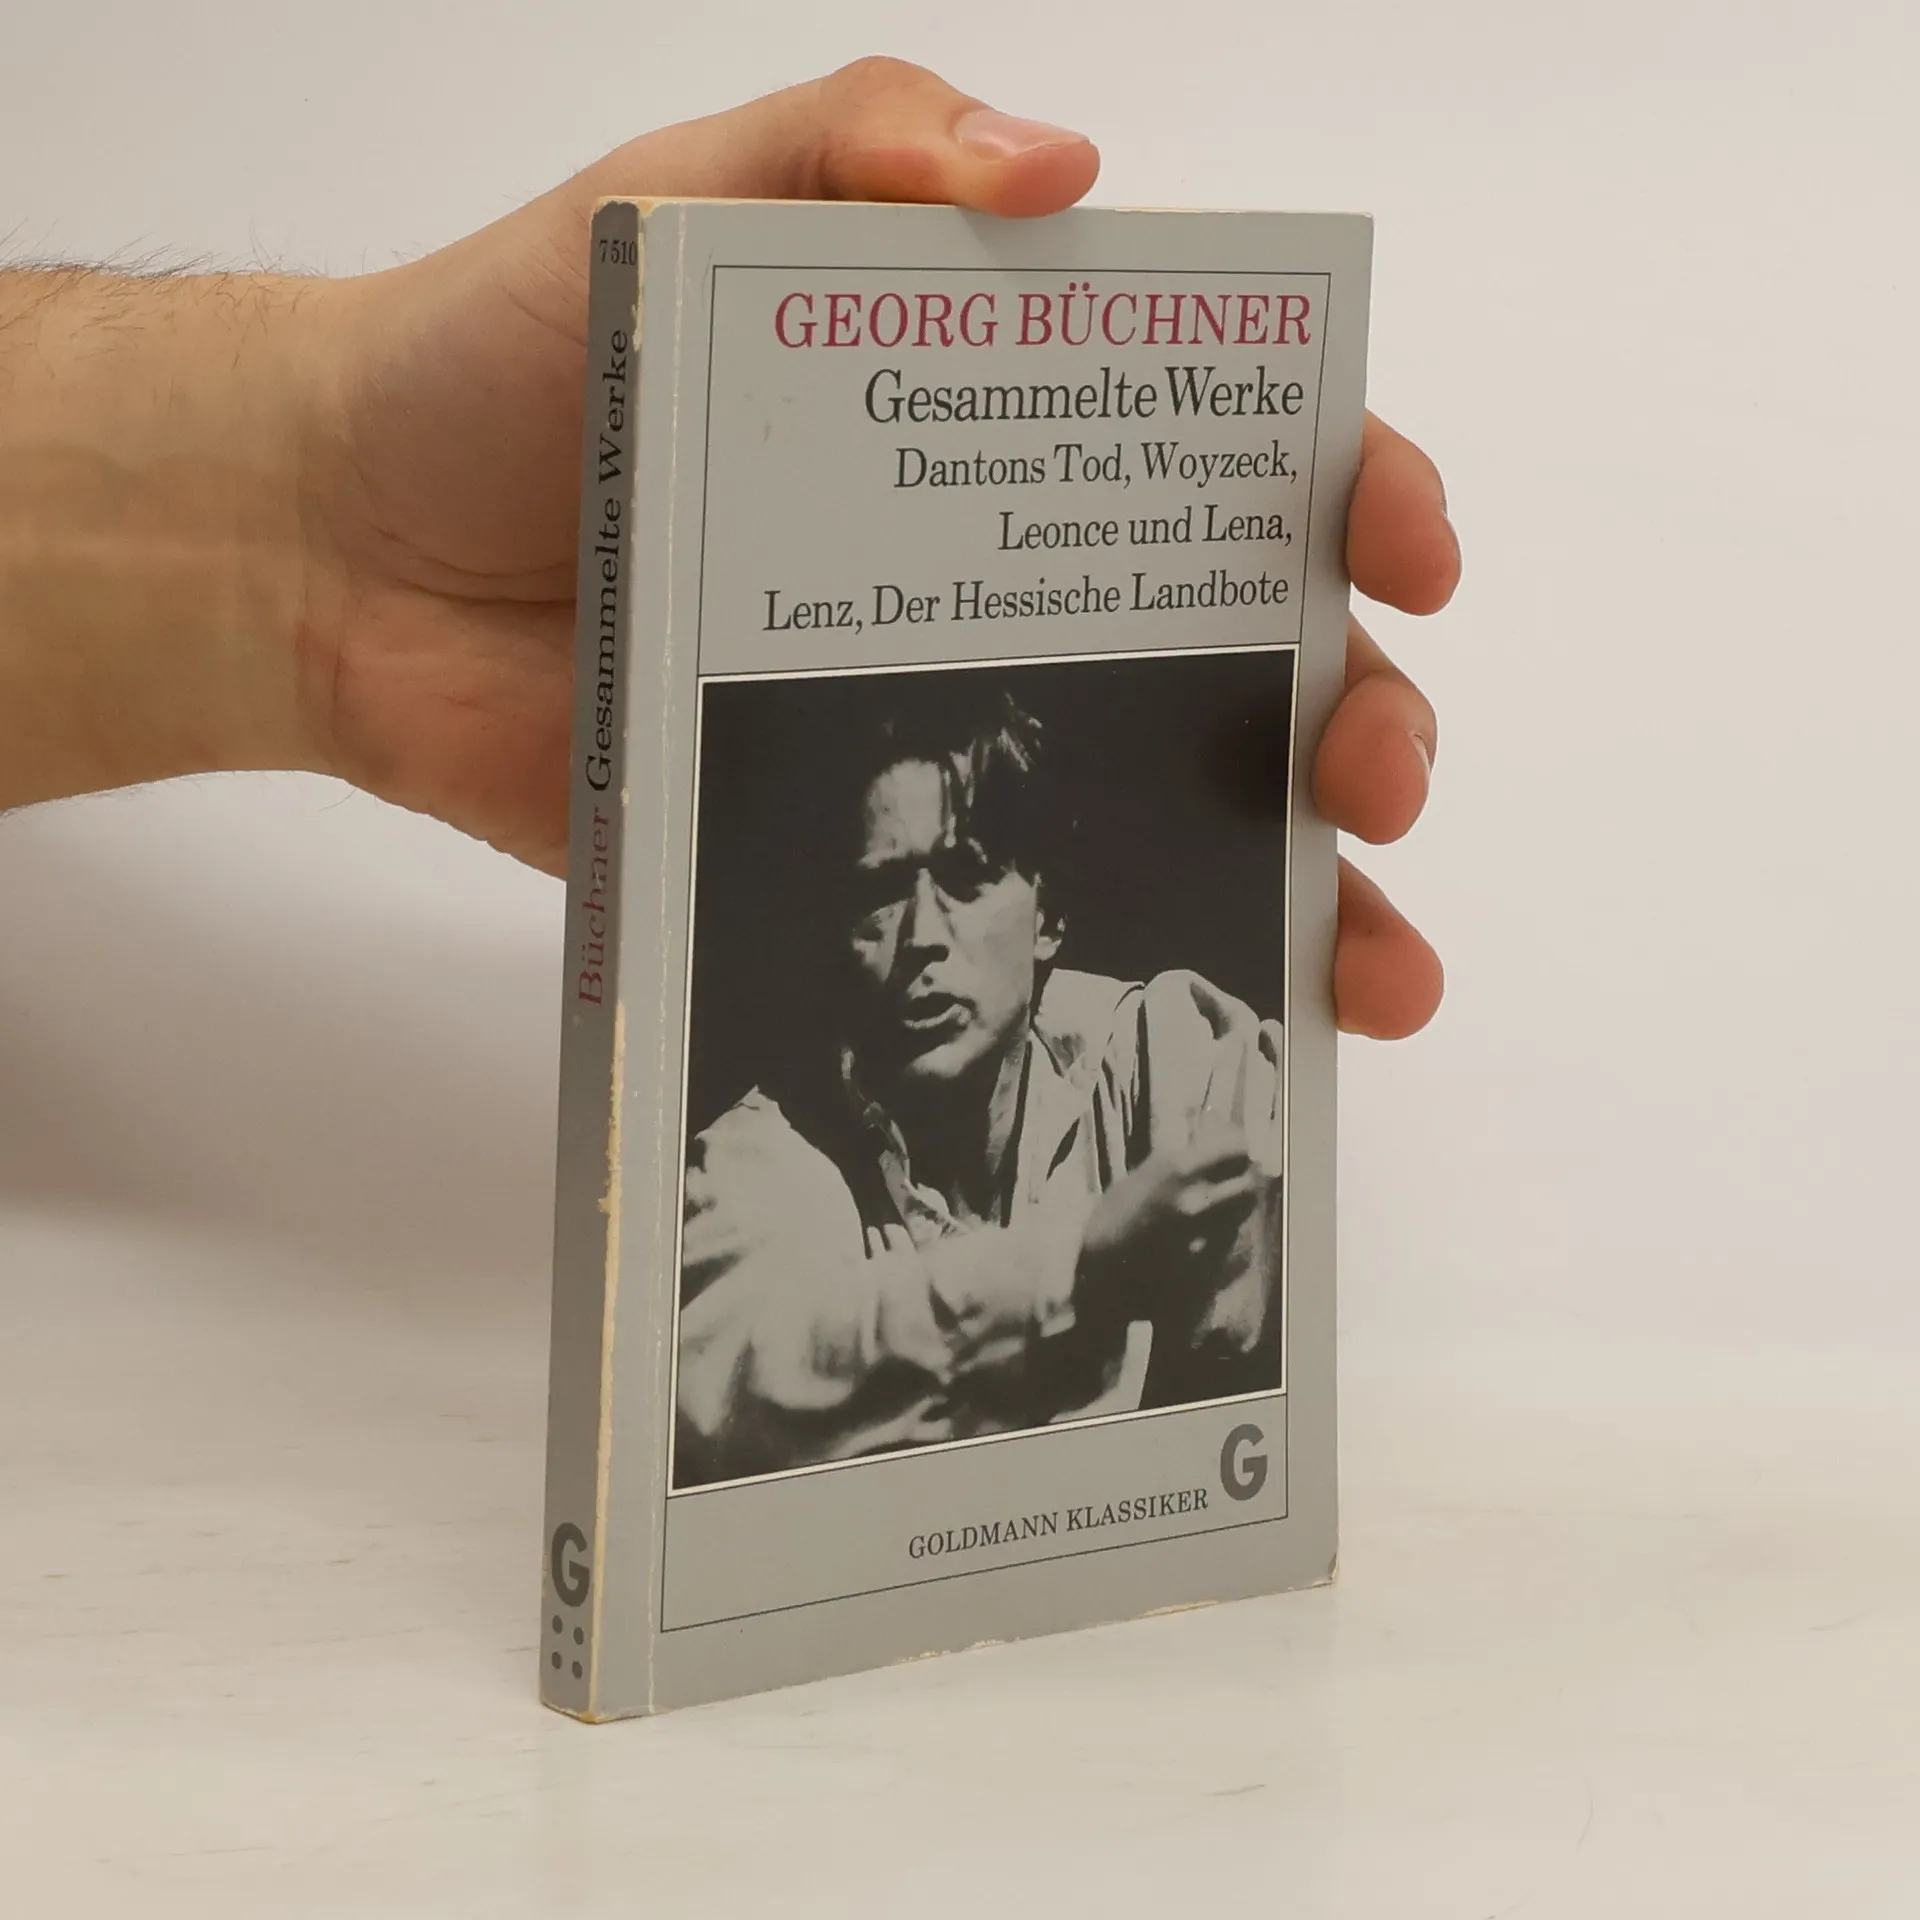 7510
Büchner Gesammelte Werke
G
GEORG BÜCHNER
Gesammelte Werke
Dantons Tod, Woyzeck,
Leonce und Lena,
Lenz, Der Hessische Landbote
GOLDMANN KLASSIKER G